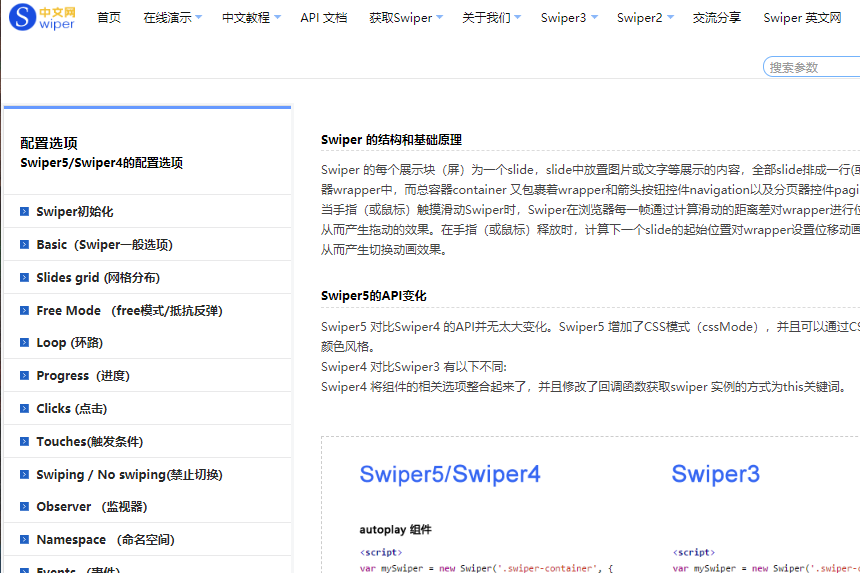 中文网
wiper
首页 在线演示 中文教程 API 文档 获取Swiper 关于我们 Swiper3 Swiper2 交流分享 Swiper 英文网
搜索参数
配置选项
Swiper5/Swiper4的配置选项
Swiper初始化
Basic（Swiper一般选项)
Slides grid (网格分布)
Free Mode （free模式/抵抗反弹)
Loop (环路)
Progress（进度）
Clicks (点击)
Touches(触发条件)
Swiping / No swiping(禁止切换)
Observer （监视器）
Namespace （命名空间)
Events （事件)
Swiper 的结构和基础原理
Swiper 的每个展示块（屏）为一个slide，slide中放置图片或文字等展示的内容，全部slide排成一行(
器wrapper中，而总容器container 又包裹着wrapper和箭头按钮控件navigation以及分页器控件pagi
当手指（或鼠标）触摸滑动Swiper时，Swiper在浏览器每一帧通过计算滑动的距离差对wrapper进行位
从而产生拖动的效果。在手指（或鼠标）释放时，计算下一个slide的起始位置对wrapper设置位移动画
从而产生切换动画效果。
Swiper5的API变化
Swiper5 对比Swiper4 的API并无太大变化。Swiper5 增加了CSS模式（cssMode），并且可以通过CS
颜色风格。
Swiper4 对比Swiper3 有以下不同:
Swiper4 将组件的相关选项整合起来了，并且修改了回调函数获取swiper 实例的方式为this关键词。
Swiper5/Swiper4 Swiper3
autoplay 组件
<script> <script>
var mySwiper = new Swiper('.swiper-container', { var mySwiper = new Swiper('.swiper-c